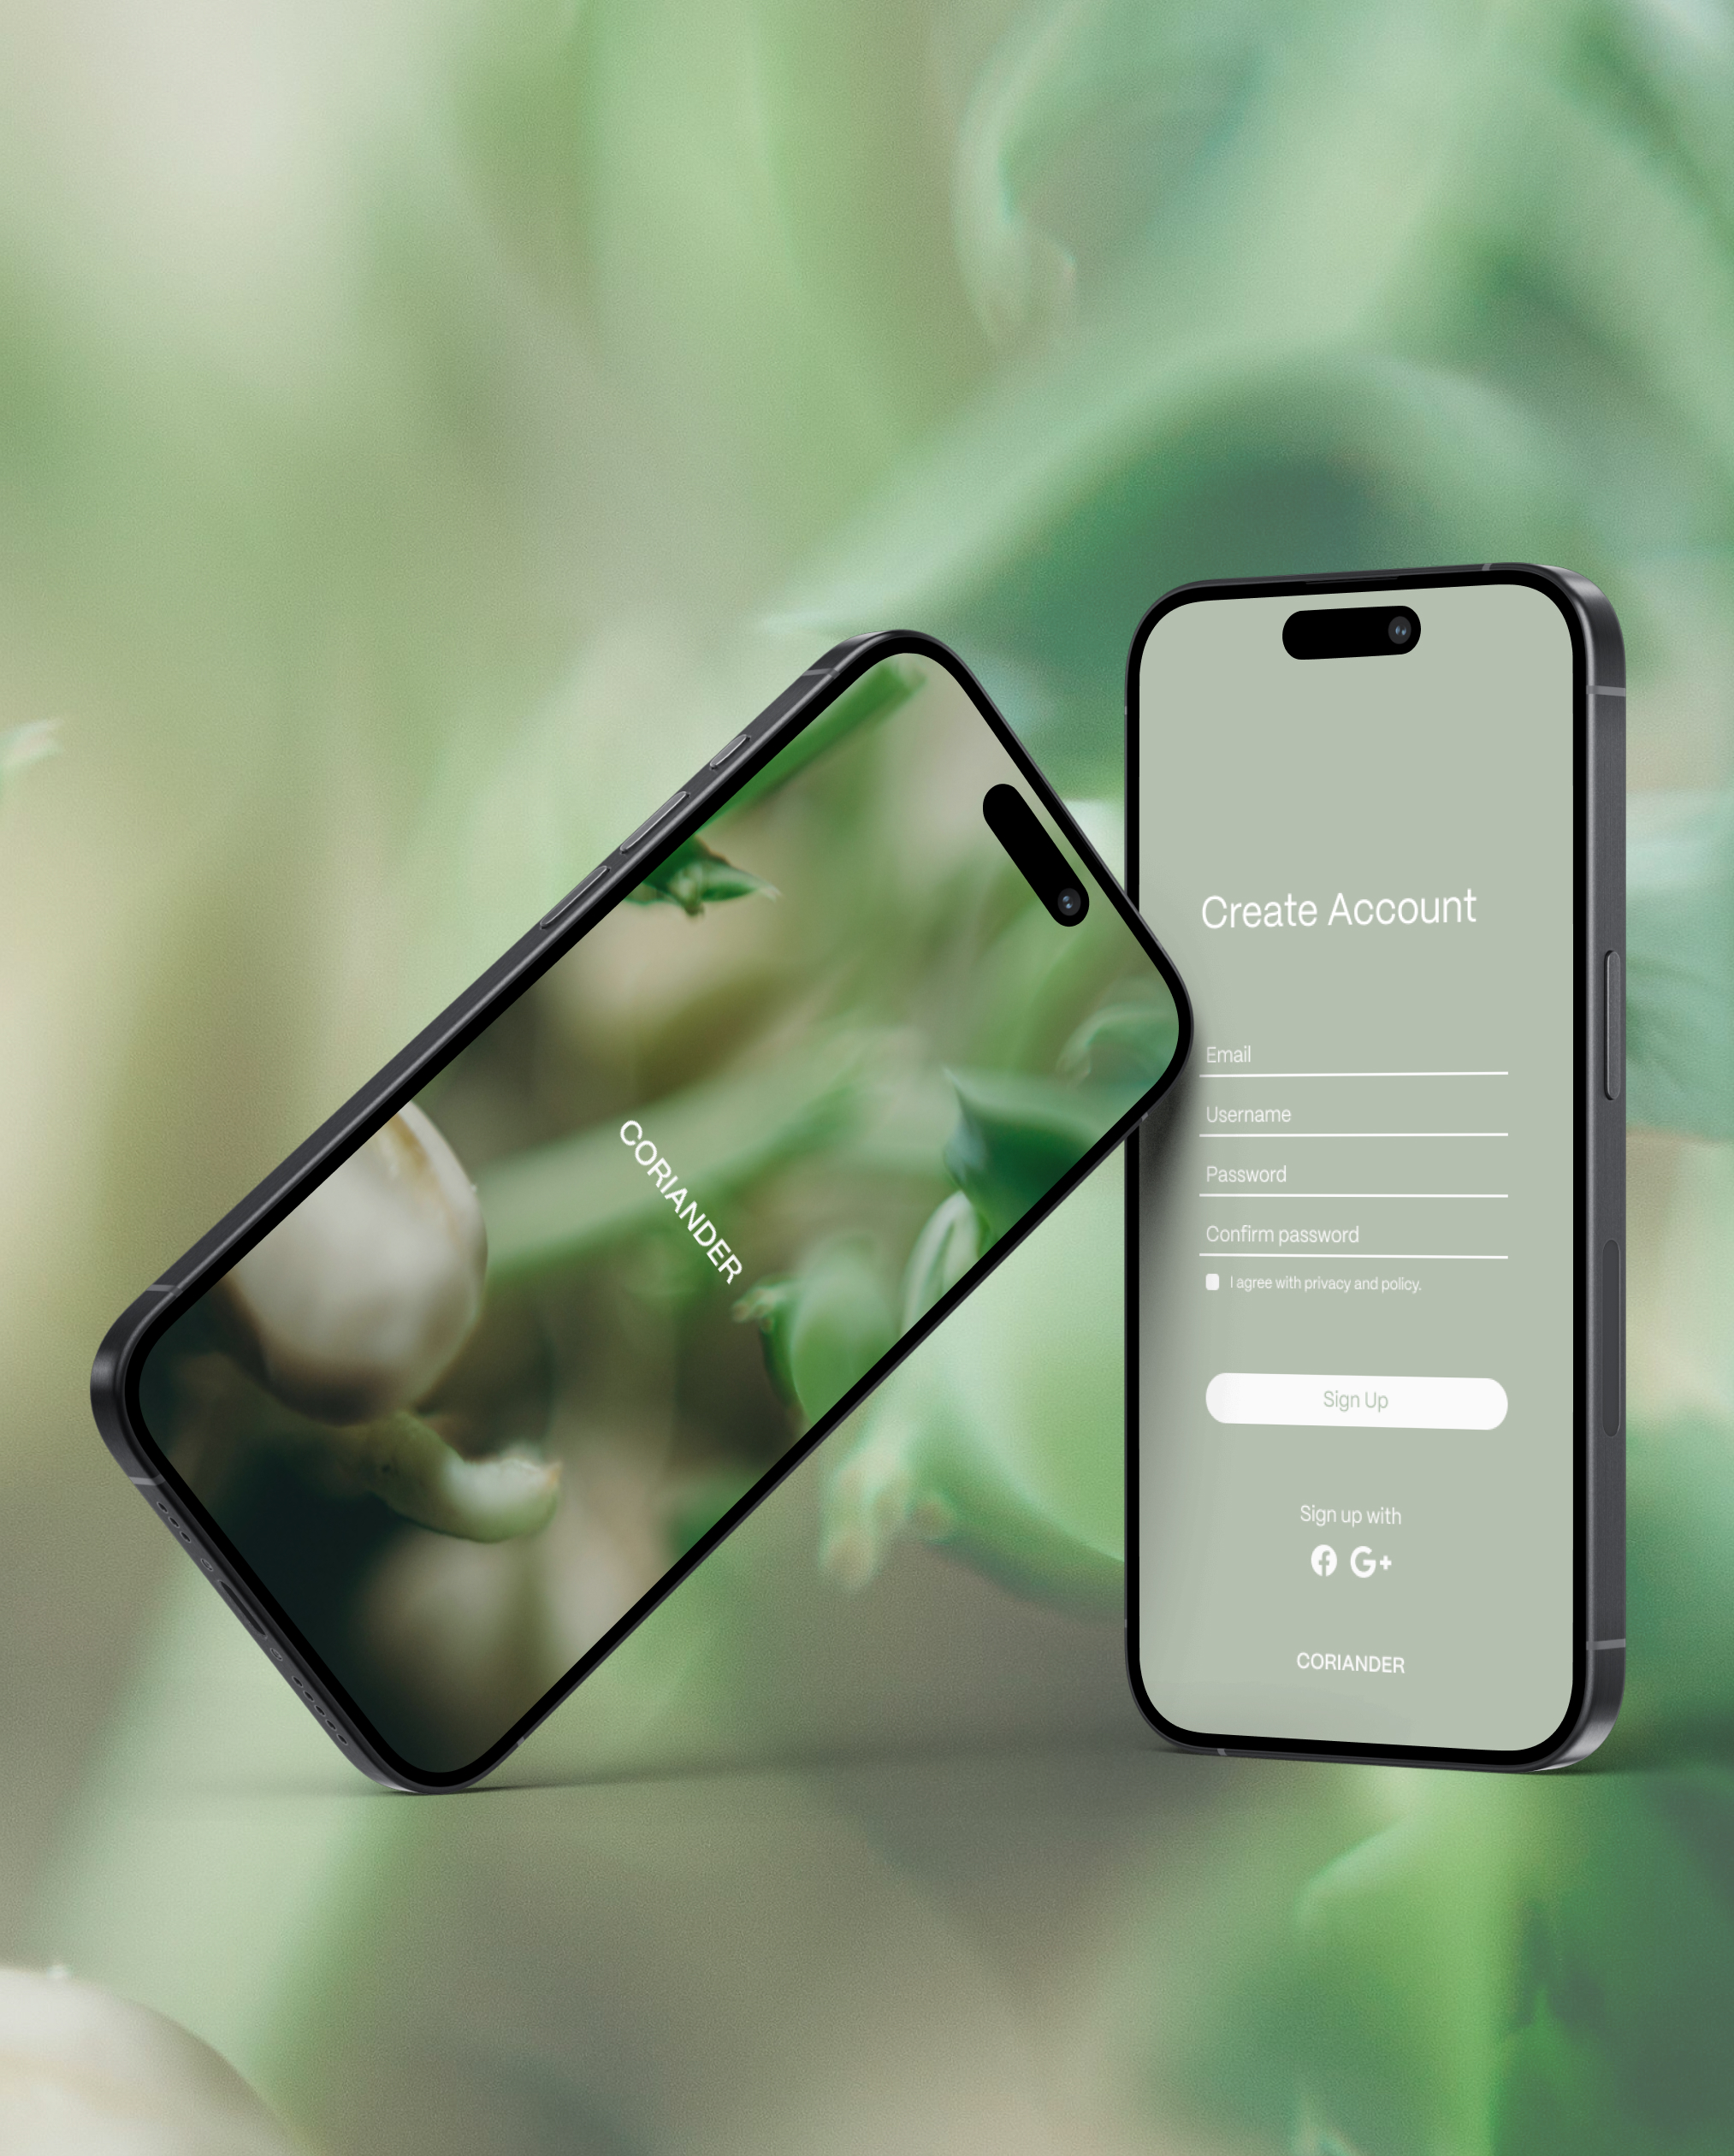 CORIANDER
Create Account
Email
Username
Password
Confirm password
I agree with privacy and policy.
Sign Up
Sign up with
G+
CORIANDER